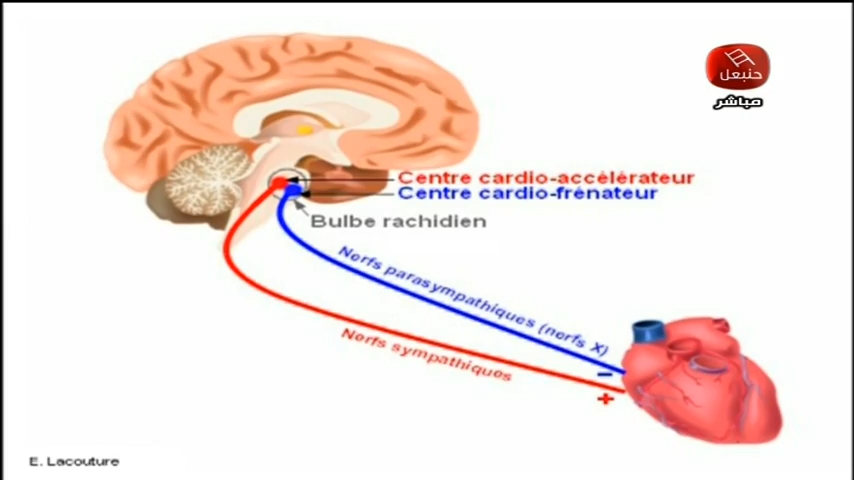 حنبعل
مباشر
Centre cardio-accélérateur
Centre cardio-frénateur
Bulbe rachidien
Nerfs parasympathiques (nerfs X)
Nerfs sympathiques
-
+
E. Lacouture